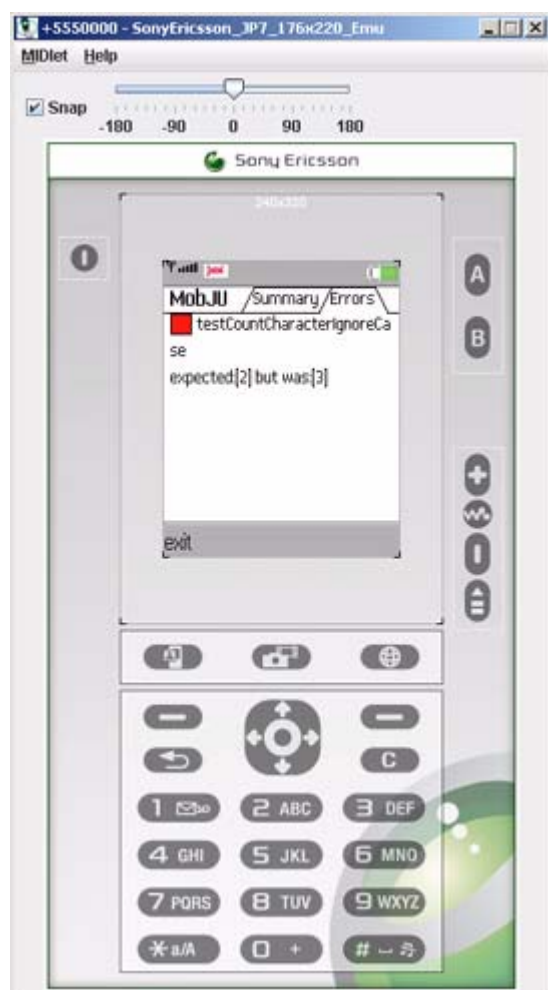 +5550000 - SonyEricsson_JP7_176x220_Emu
MIDlet Help
Snap
-180 -90 0 90 180
Sony Ericsson
240x320
A
B
MobJU Summary Errors
testCountCharacterIgnoreCa
se
expected:[2] but was:[3]
exit
C
1 2 ABC 3 DEF
4 GHI 5 JKL 6 MNO
7 PQRS 8 TUV 9 WXYZ
* a/A 0 + #